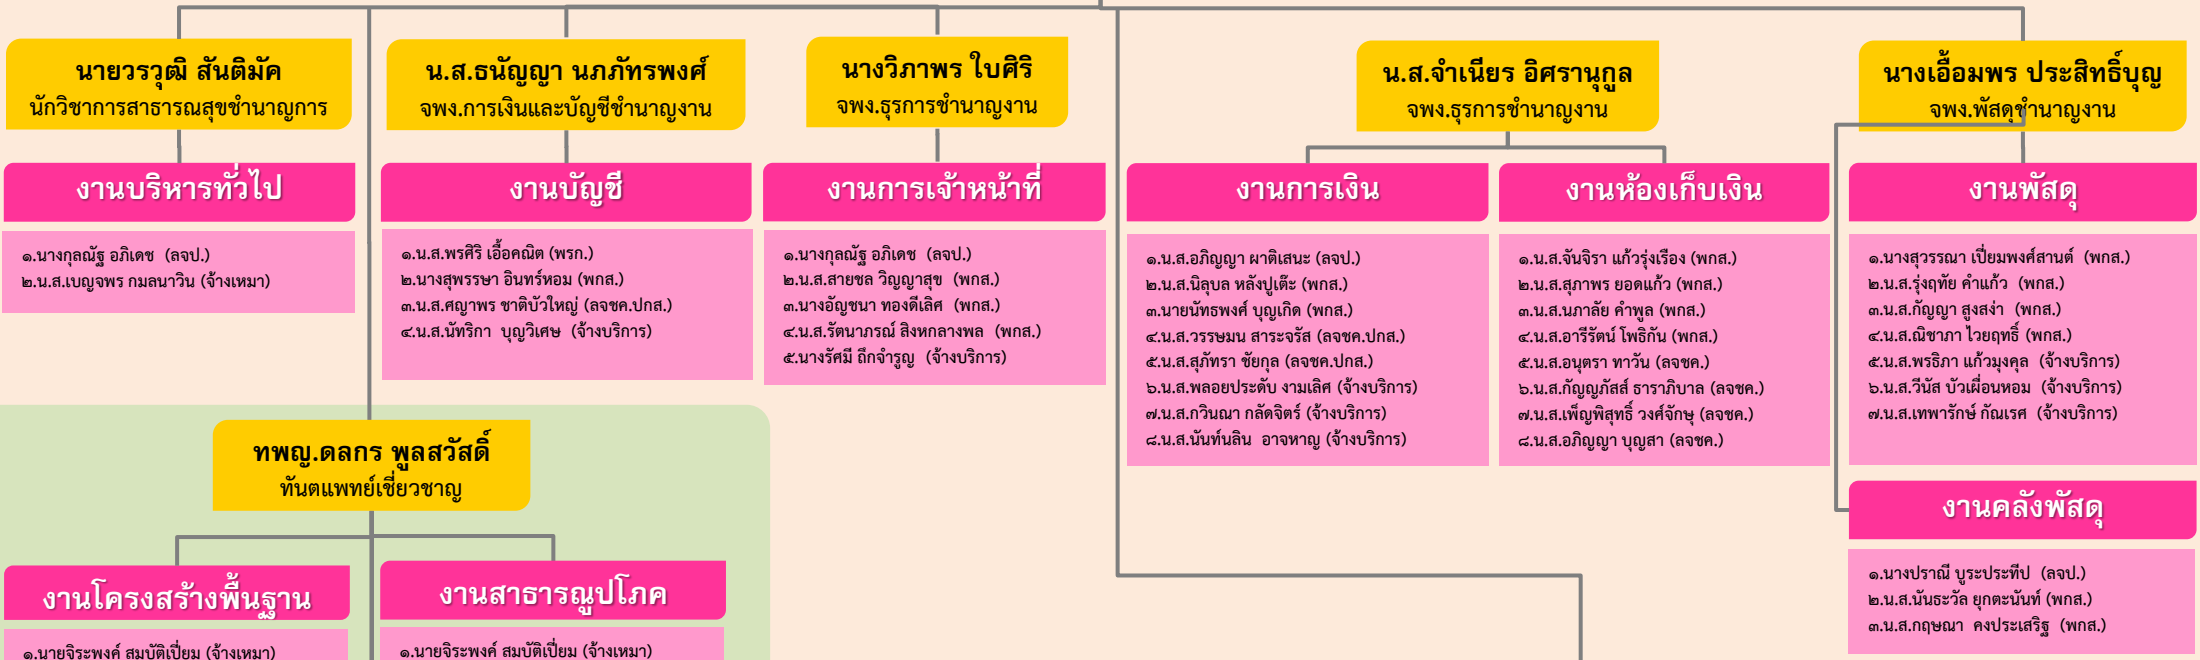 นายวรวุฒิ สันติมัค
นักวิชาการสาธารณสุขชำนาญการ
น.ส.ธนัญญา นภภัทรพงศ์
จพง.การเงินและบัญชีชำนาญงาน
นางวิภาพร ใบศิริ
จพง.ธุรการชำนาญงาน
น.ส.จำเนียร อิศรานุกูล
จพง.ธุรการชำนาญงาน
นางเอื้อมพร ประสิทธิ์บุญ
จพง.พัสดุชำนาญงาน
งานบริหารทั่วไป
๑.นางกุลณัฐ อภิเดช (ลจป.)
๒.น.ส.เบญจพร กมลนาวิน (จ้างเหมา)
งานบัญชี
๑.น.ส.พรศิริ เอื้อคณิต (พรก.)
๒.นางสุพรรษา อินทร์หอม (พกส.)
๓.น.ส.ศญาพร ชาติบัวใหญ่ (ลจชค.ปกส.)
๔.น.ส.นัทริกา บุญวิเศษ (จ้างบริการ)
งานการเจ้าหน้าที่
๑.นางกุลณัฐ อภิเดช (ลจป.)
๒.น.ส.สายชล วิญญาสุข (พกส.)
๓.นางอัญชนา ทองดีเลิศ (พกส.)
๔.น.ส.รัตนาภรณ์ สิงหกลางพล (พกส.)
๕.นางรัศมี ถึกจำรูญ (จ้างบริการ)
งานการเงิน
๑.น.ส.อภิญญา ผาติเสนะ (ลจป.)
๒.น.ส.นิลุบล หลังปูเต๊ะ (พกส.)
๓.นายนัทธพงศ์ บุญเกิด (พกส.)
๔.น.ส.วรรษมน สาระจรัส (ลจชค.ปกส.)
๕.น.ส.สุภัทรา ชัยกุล (ลจชค.ปกส.)
๖.น.ส.พลอยประดับ งามเลิศ (จ้างบริการ)
๗.น.ส.กวินณา กลัดจิตร์ (จ้างบริการ)
๘.น.ส.นันท์นลิน อาจหาญ (จ้างบริการ)
งานห้องเก็บเงิน
๑.น.ส.จันจิรา แก้วรุ่งเรือง (พกส.)
๒.น.ส.สุภาพร ยอดแก้ว (พกส.)
๓.น.ส.นภาลัย คำพูล (พกส.)
๔.น.ส.อารีรัตน์ โพธิกัน (พกส.)
๕.น.ส.อนุตรา ทาวัน (ลจชค.)
๖.น.ส.กัญญภัสส์ ธาราภิบาล (ลจชค.)
๗.น.ส.เพ็ญพิสุทธิ์ วงศ์จักษุ (ลจชค.)
๘.น.ส.อภิญญา บุญสา (ลจชค.)
งานพัสดุ
๑.นางสุวรรณา เปี่ยมพงศ์สานต์ (พกส.)
๒.น.ส.รุ่งฤทัย คำแก้ว (พกส.)
๓.น.ส.กัญญา สูงสง่า (พกส.)
๔.น.ส.ณิชาภา ไวยฤทธิ์ (พกส.)
๕.น.ส.พรธิภา แก้วมุงคุล (จ้างบริการ)
๖.น.ส.วีนัส บัวเผื่อนหอม (จ้างบริการ)
๗.น.ส.เทพารักษ์ กัณเรศ (จ้างบริการ)
งานคลังพัสดุ
๑.นางปราณี บูระประทีป (ลจป.)
๒.น.ส.นันธะวัล ยุกตะนันท์ (พกส.)
๓.น.ส.กฤษณา คงประเสริฐ (พกส.)
ทพญ.ดลกร พูลสวัสดิ์
ทันตแพทย์เชี่ยวชาญ
งานโครงสร้างพื้นฐาน
๑.นายจิระพงค์ สมบัติเปี่ยม (จ้างเหมา)
งานสาธารณูปโภค
๑.นายจิระพงค์ สมบัติเปี่ยม (จ้างเหมา)